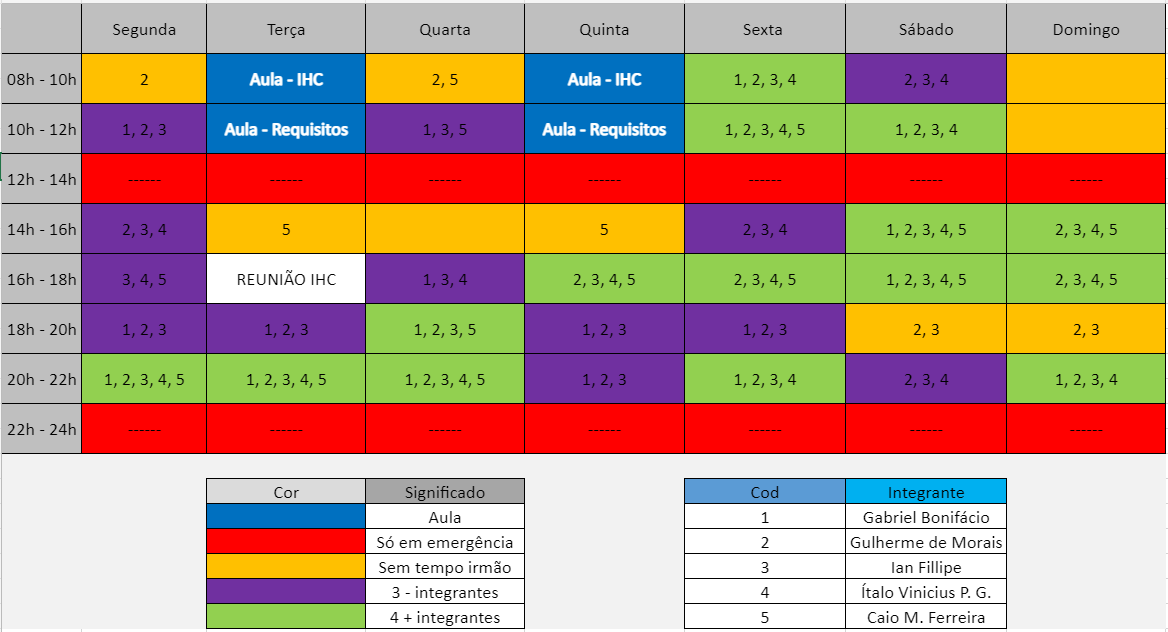 Segunda Terça Quarta Quinta Sexta Sábado Domingo
08h - 10h 2 Aula - IHC 2, 5 Aula - IHC 1, 2, 3, 4 2, 3, 4
10h - 12h 1, 2, 3 Aula - Requisitos 1, 3, 5 Aula - Requisitos 1, 2, 3, 4, 5 1, 2, 3, 4
12h - 14h ------ ------ ------ ------ ------ ------ ------
14h - 16h 2, 3, 4 5 5 2, 3, 4 1, 2, 3, 4, 5 2, 3, 4, 5
16h - 18h 3, 4, 5 REUNIÃO IHC 1, 3, 4 2, 3, 4, 5 2, 3, 4, 5 1, 2, 3, 4, 5 2, 3, 4, 5
18h - 20h 1, 2, 3 1, 2, 3 1, 2, 3, 5 1, 2, 3 1, 2, 3 2, 3 2, 3
20h - 22h 1, 2, 3, 4, 5 1, 2, 3, 4, 5 1, 2, 3, 4, 5 1, 2, 3 1, 2, 3, 4 2, 3, 4 1, 2, 3, 4
22h - 24h ------ ------ ------ ------ ------ ------ ------
Cor Significado
Aula
Só em emergência
Sem tempo irmão
3 - integrantes
4 + integrantes
Cod Integrante
1 Gabriel Bonifácio
2 Gulherme de Morais
3 Ian Fillipe
4 Ítalo Vinicius P. G.
5 Caio M. Ferreira